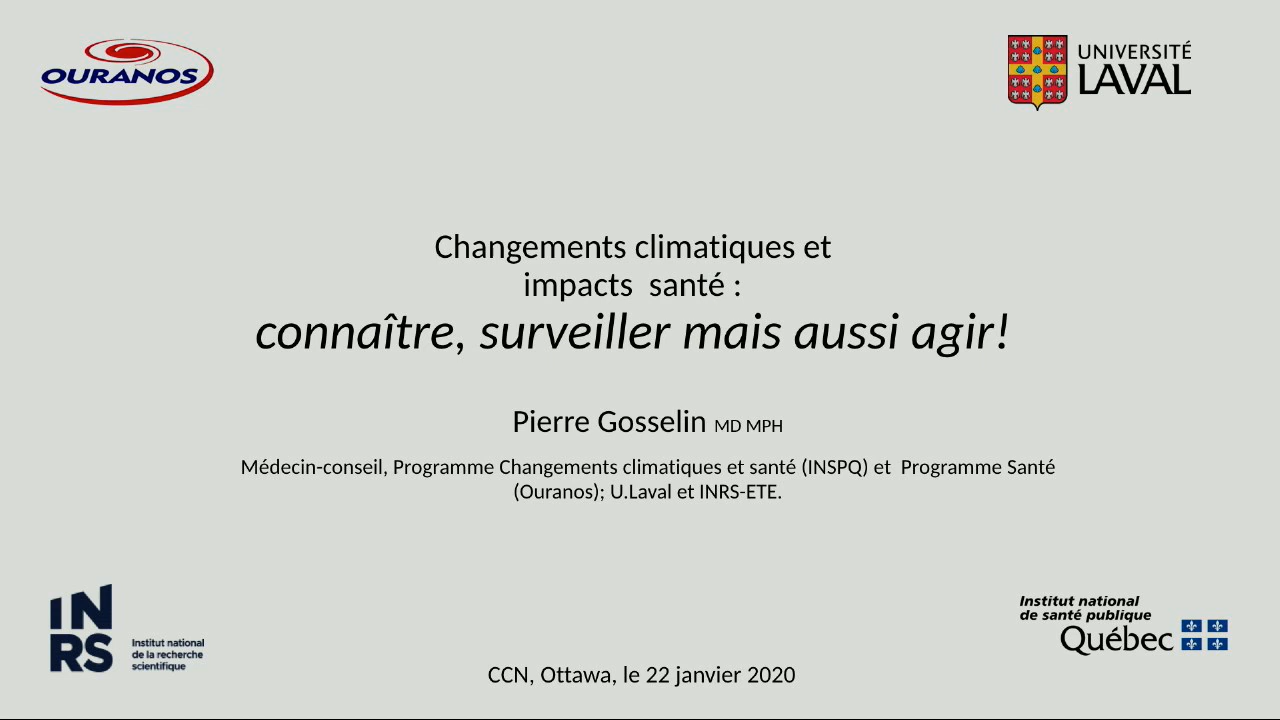 OURANOS
UNIVERSITÉ
LAVAL
Changements climatiques et
impacts  santé :
connaître, surveiller mais aussi agir!
Pierre Gosselin MD MPH
Médecin-conseil, Programme Changements climatiques et santé (INSPQ) et  Programme Santé
(Ouranos); U.Laval et INRS-ETE.
INRS
Institut national
de la recherche
scientifique
Institut national
de santé publique
Québec
CCN, Ottawa, le 22 janvier 2020